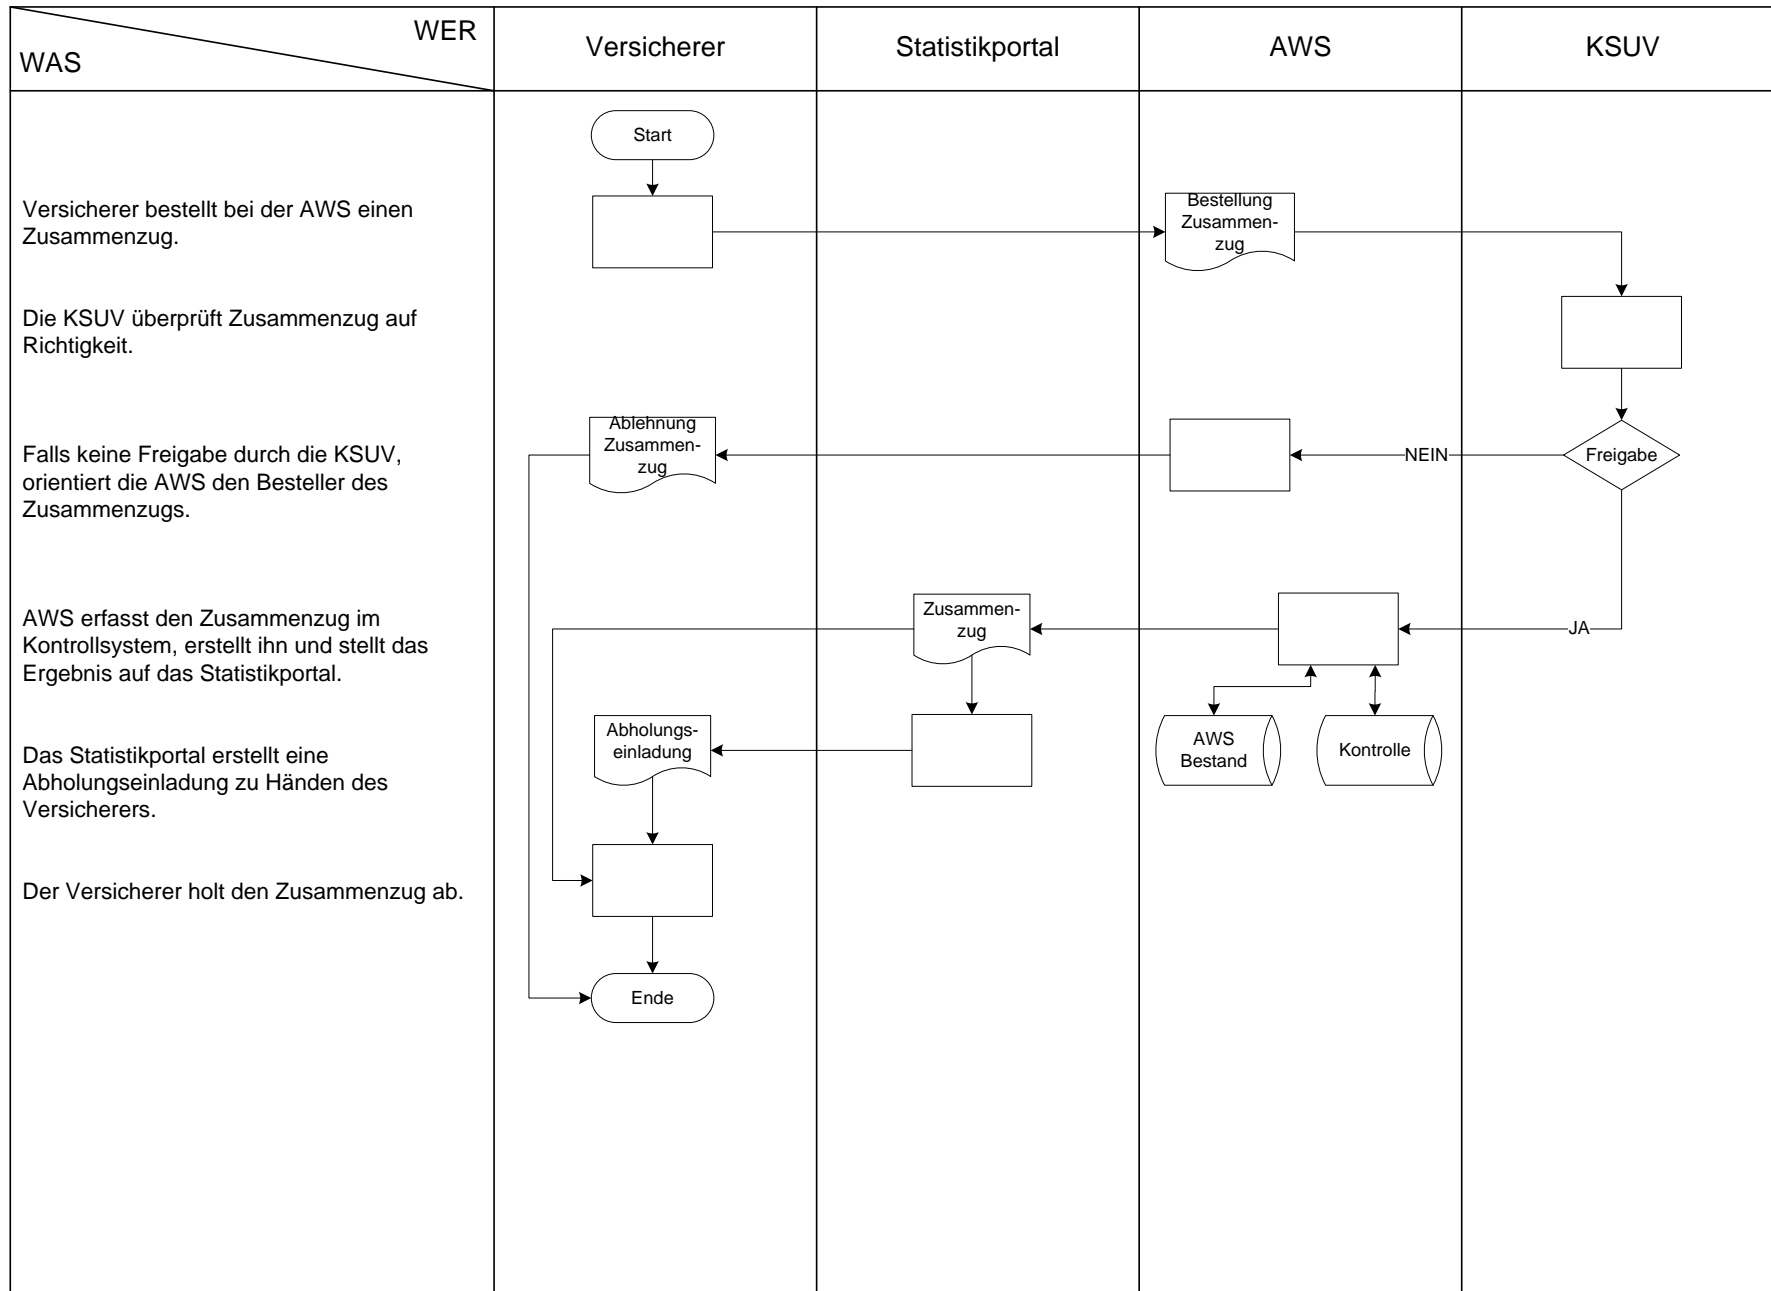 WER
WAS
Versicherer
Statistikportal
AWS
KSUV
Start
Versicherer bestellt bei der AWS einen
Zusammenzug.
Bestellung
Zusammen-
zug
Die KSUV überprüft Zusammenzug auf
Richtigkeit.
Falls keine Freigabe durch die KSUV,
orientiert die AWS den Besteller des
Zusammenzugs.
Ablehnung
Zusammen-
zug
NEIN
Freigabe
AWS erfasst den Zusammenzug im
Kontrollsystem, erstellt ihn und stellt das
Ergebnis auf das Statistikportal.
Zusammen-
zug
JA
Das Statistikportal erstellt eine
Abholungseinladung zu Händen des
Versicherers.
Abholungs-
einladung
AWS
Bestand
Kontrolle
Der Versicherer holt den Zusammenzug ab.
Ende